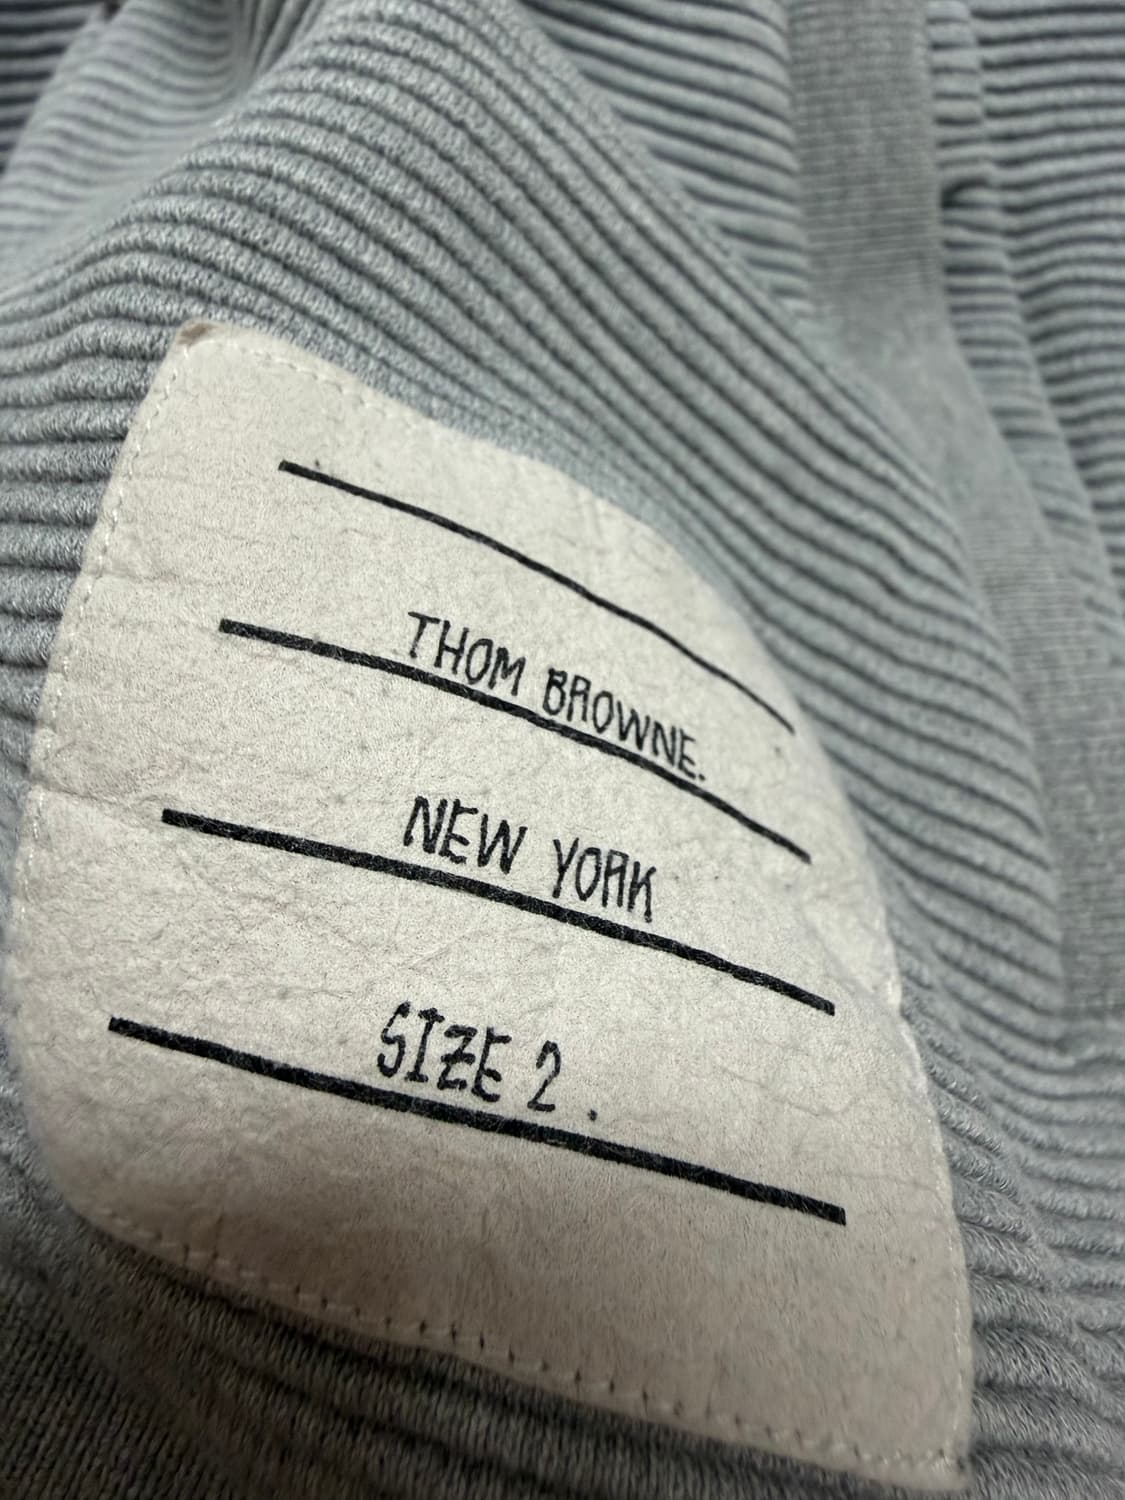 THOM BROWNE.
NEW YORK
SIZE 2.